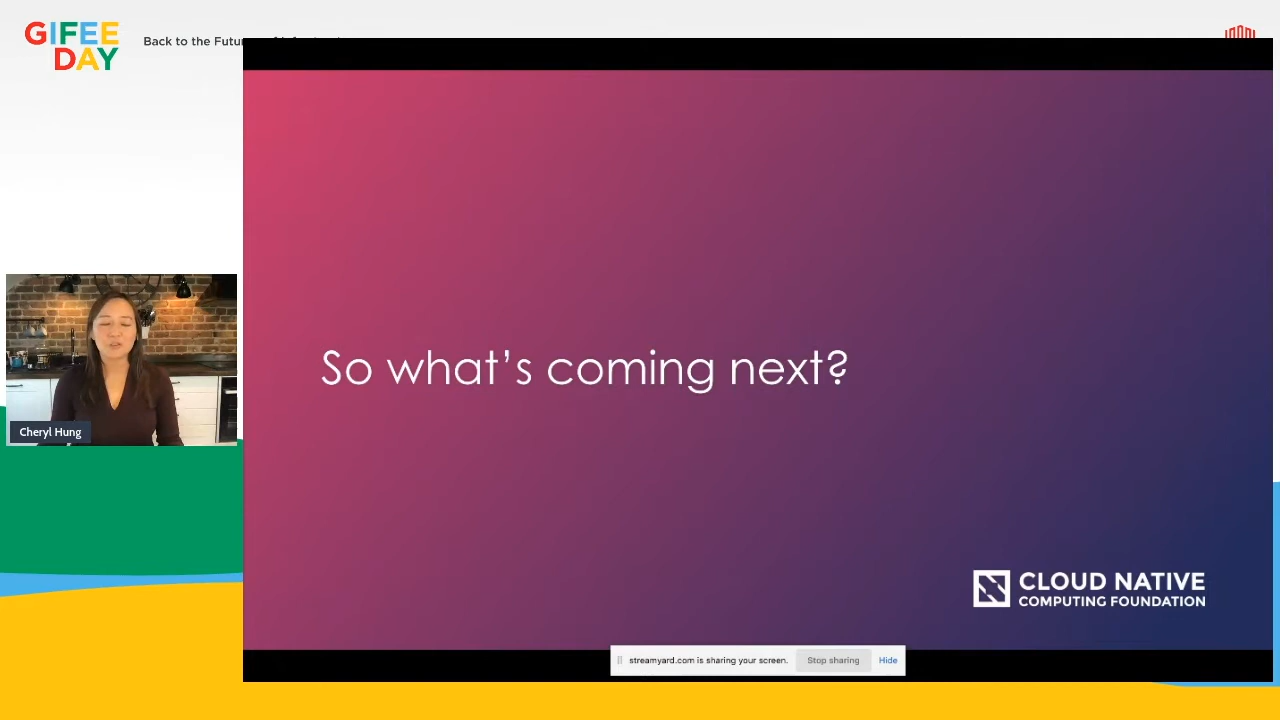 GIFEE
DAY
Back to the Futu
So what's coming next?
CLOUD NATIVE
COMPUTING FOUNDATION
Cheryl Hung
streamyard.com is sharing your screen. Stop sharing Hide